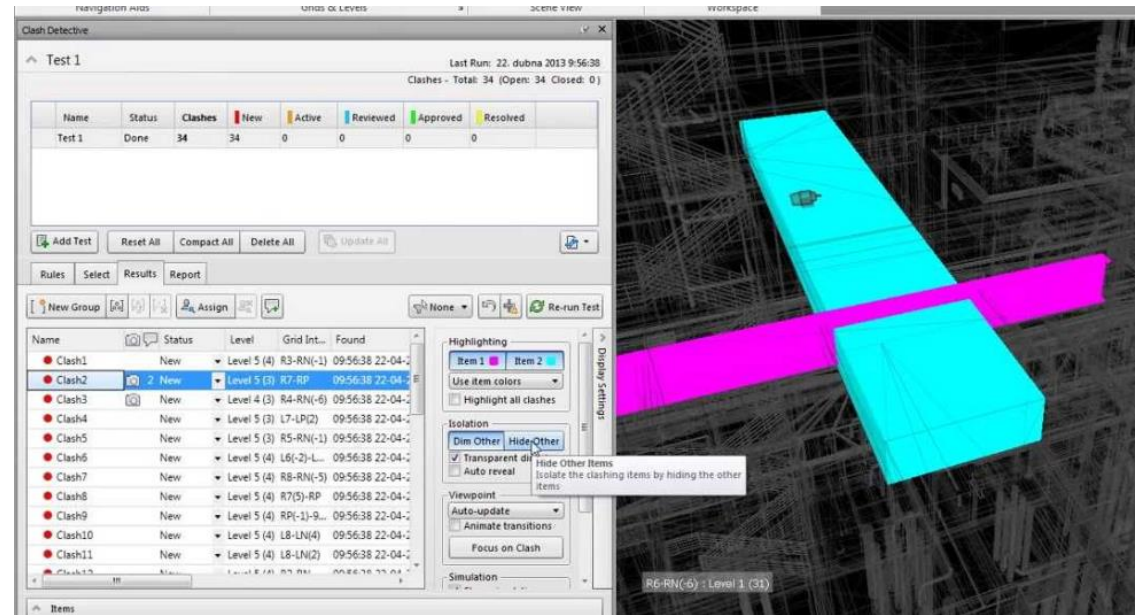 Navigation Aids Grids & Levels Scene View Workspace
Clash Detective
Test 1 Last Run: 22. dubna 2013 9:56:38
Clashes - Total: 34 (Open: 34 Closed: 0)
Name Status Clashes New Active Reviewed Approved Resolved
Test 1 Done 34 34 0 0 0 0
Add Test Reset All Compact All Delete All Update All
Rules Select Results Report
New Group Assign None Re-run Test
Name Status Level Grid Int... Found
Clash1 New Level 5 (4) R3-RN(-1) 09:56:38 22-04-2
Clash2 2 New Level 5 (3) R7-RP 09:56:38 22-04-2
Clash3 New Level 4 (3) R4-RN(-6) 09:56:38 22-04-2
Clash4 New Level 5 (3) L7-LP(2) 09:56:38 22-04-2
Clash5 New Level 5 (3) R5-RN(-1) 09:56:38 22-04-2
Clash6 New Level 5 (4) L6(-2)-L... 09:56:38 22-04-2
Clash7 New Level 5 (4) R8-RN(-5) 09:56:38 22-04-2
Clash8 New Level 5 (4) R7(5)-RP 09:56:38 22-04-2
Clash9 New Level 5 (4) RP(-1)-9... 09:56:38 22-04-2
Clash10 New Level 5 (4) L8-LN(4) 09:56:38 22-04-2
Clash11 New Level 5 (4) L8-LN(2) 09:56:38 22-04-2
Highlighting
Item 1 Item 2
Use item colors
Highlight all clashes
Isolation
Dim Other Hide Other
Transparent di
Auto reveal
Hide Other Items
Isolate the clashing items by hiding the other
items
Viewpoint
Auto-update
Animate transitions
Focus on Clash
Simulation
Display Settings
Items
R6-RN(-6) : Level 1 (31)